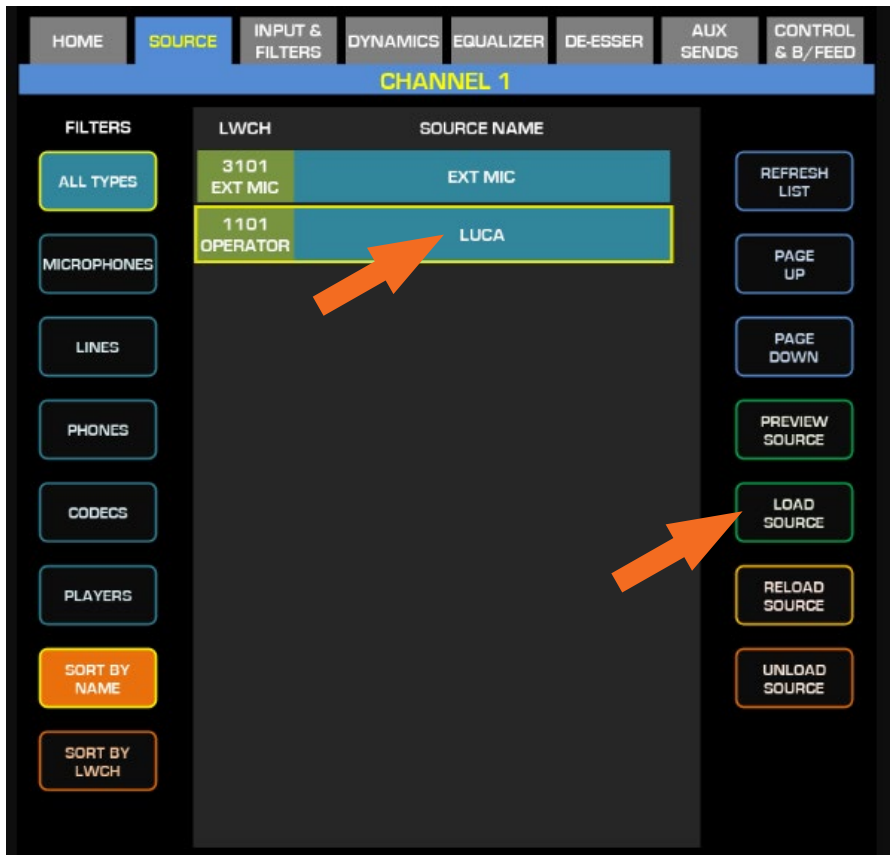 HOME
SOURCE
INPUT &
FILTERS
DYNAMICS
EQUALIZER
DE-ESSER
AUX
SENDS
CONTROL
& B/FEED
CHANNEL 1
FILTERS
ALL TYPES
MICROPHONES
LINES
PHONES
CODECS
PLAYERS
SORT BY
NAME
SORT BY
LWCH
LWCH
SOURCE NAME
3101
EXT MIC
EXT MIC
1101
OPERATOR
LUCA
REFRESH
LIST
PAGE
UP
PAGE
DOWN
PREVIEW
SOURCE
LOAD
SOURCE
RELOAD
SOURCE
UNLOAD
SOURCE